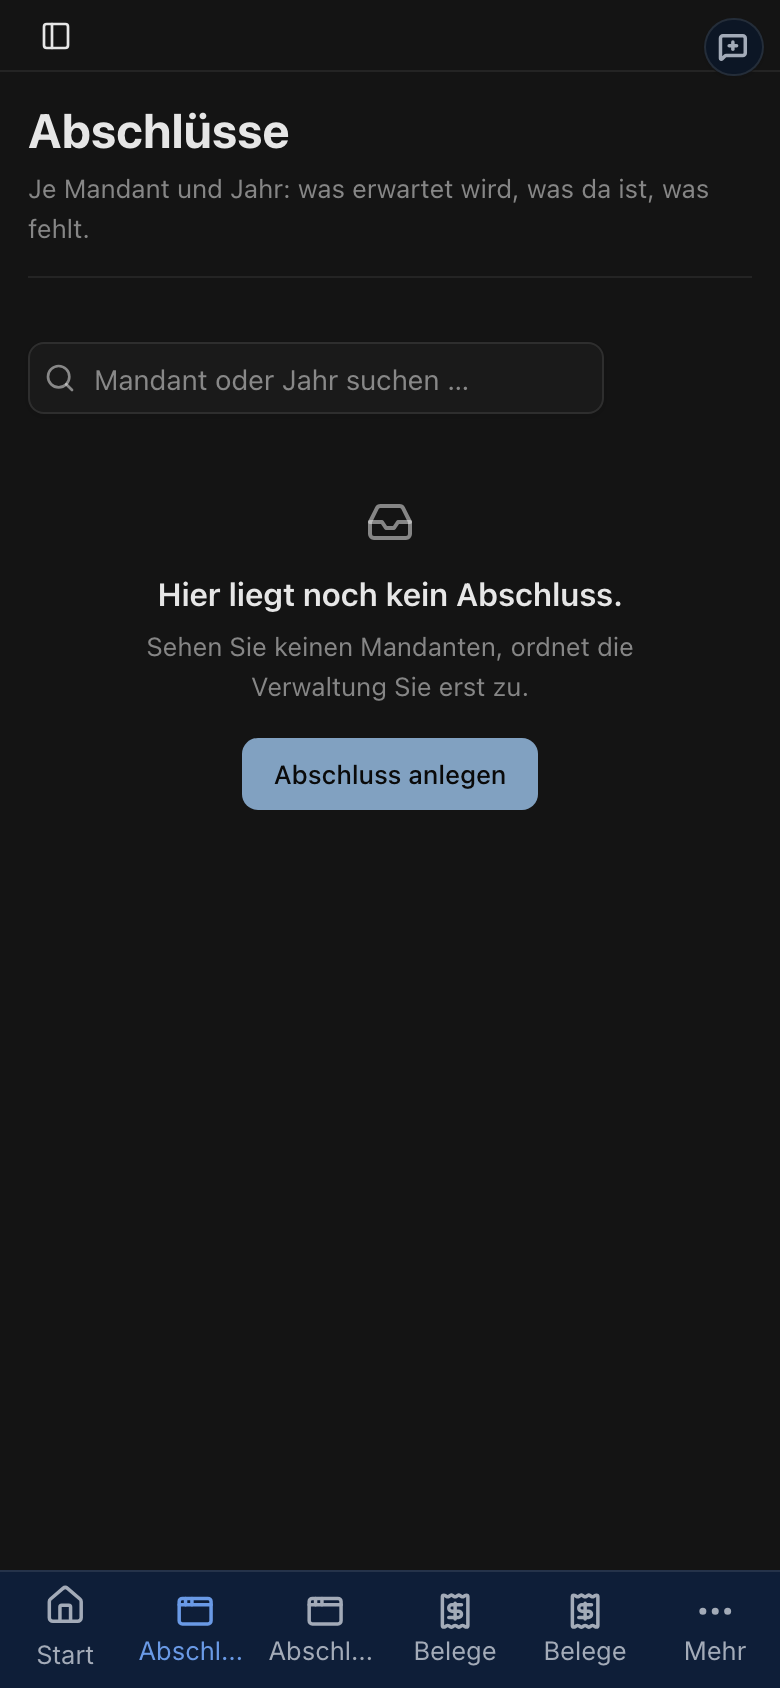 Abschlüsse
Je Mandant und Jahr: was erwartet wird, was da ist, was
fehlt.
Mandant oder Jahr suchen ...
Hier liegt noch kein Abschluss.
Sehen Sie keinen Mandanten, ordnet die
Verwaltung Sie erst zu.
Abschluss anlegen
Start
Abschl...
Abschl...
Belege
Belege
Mehr